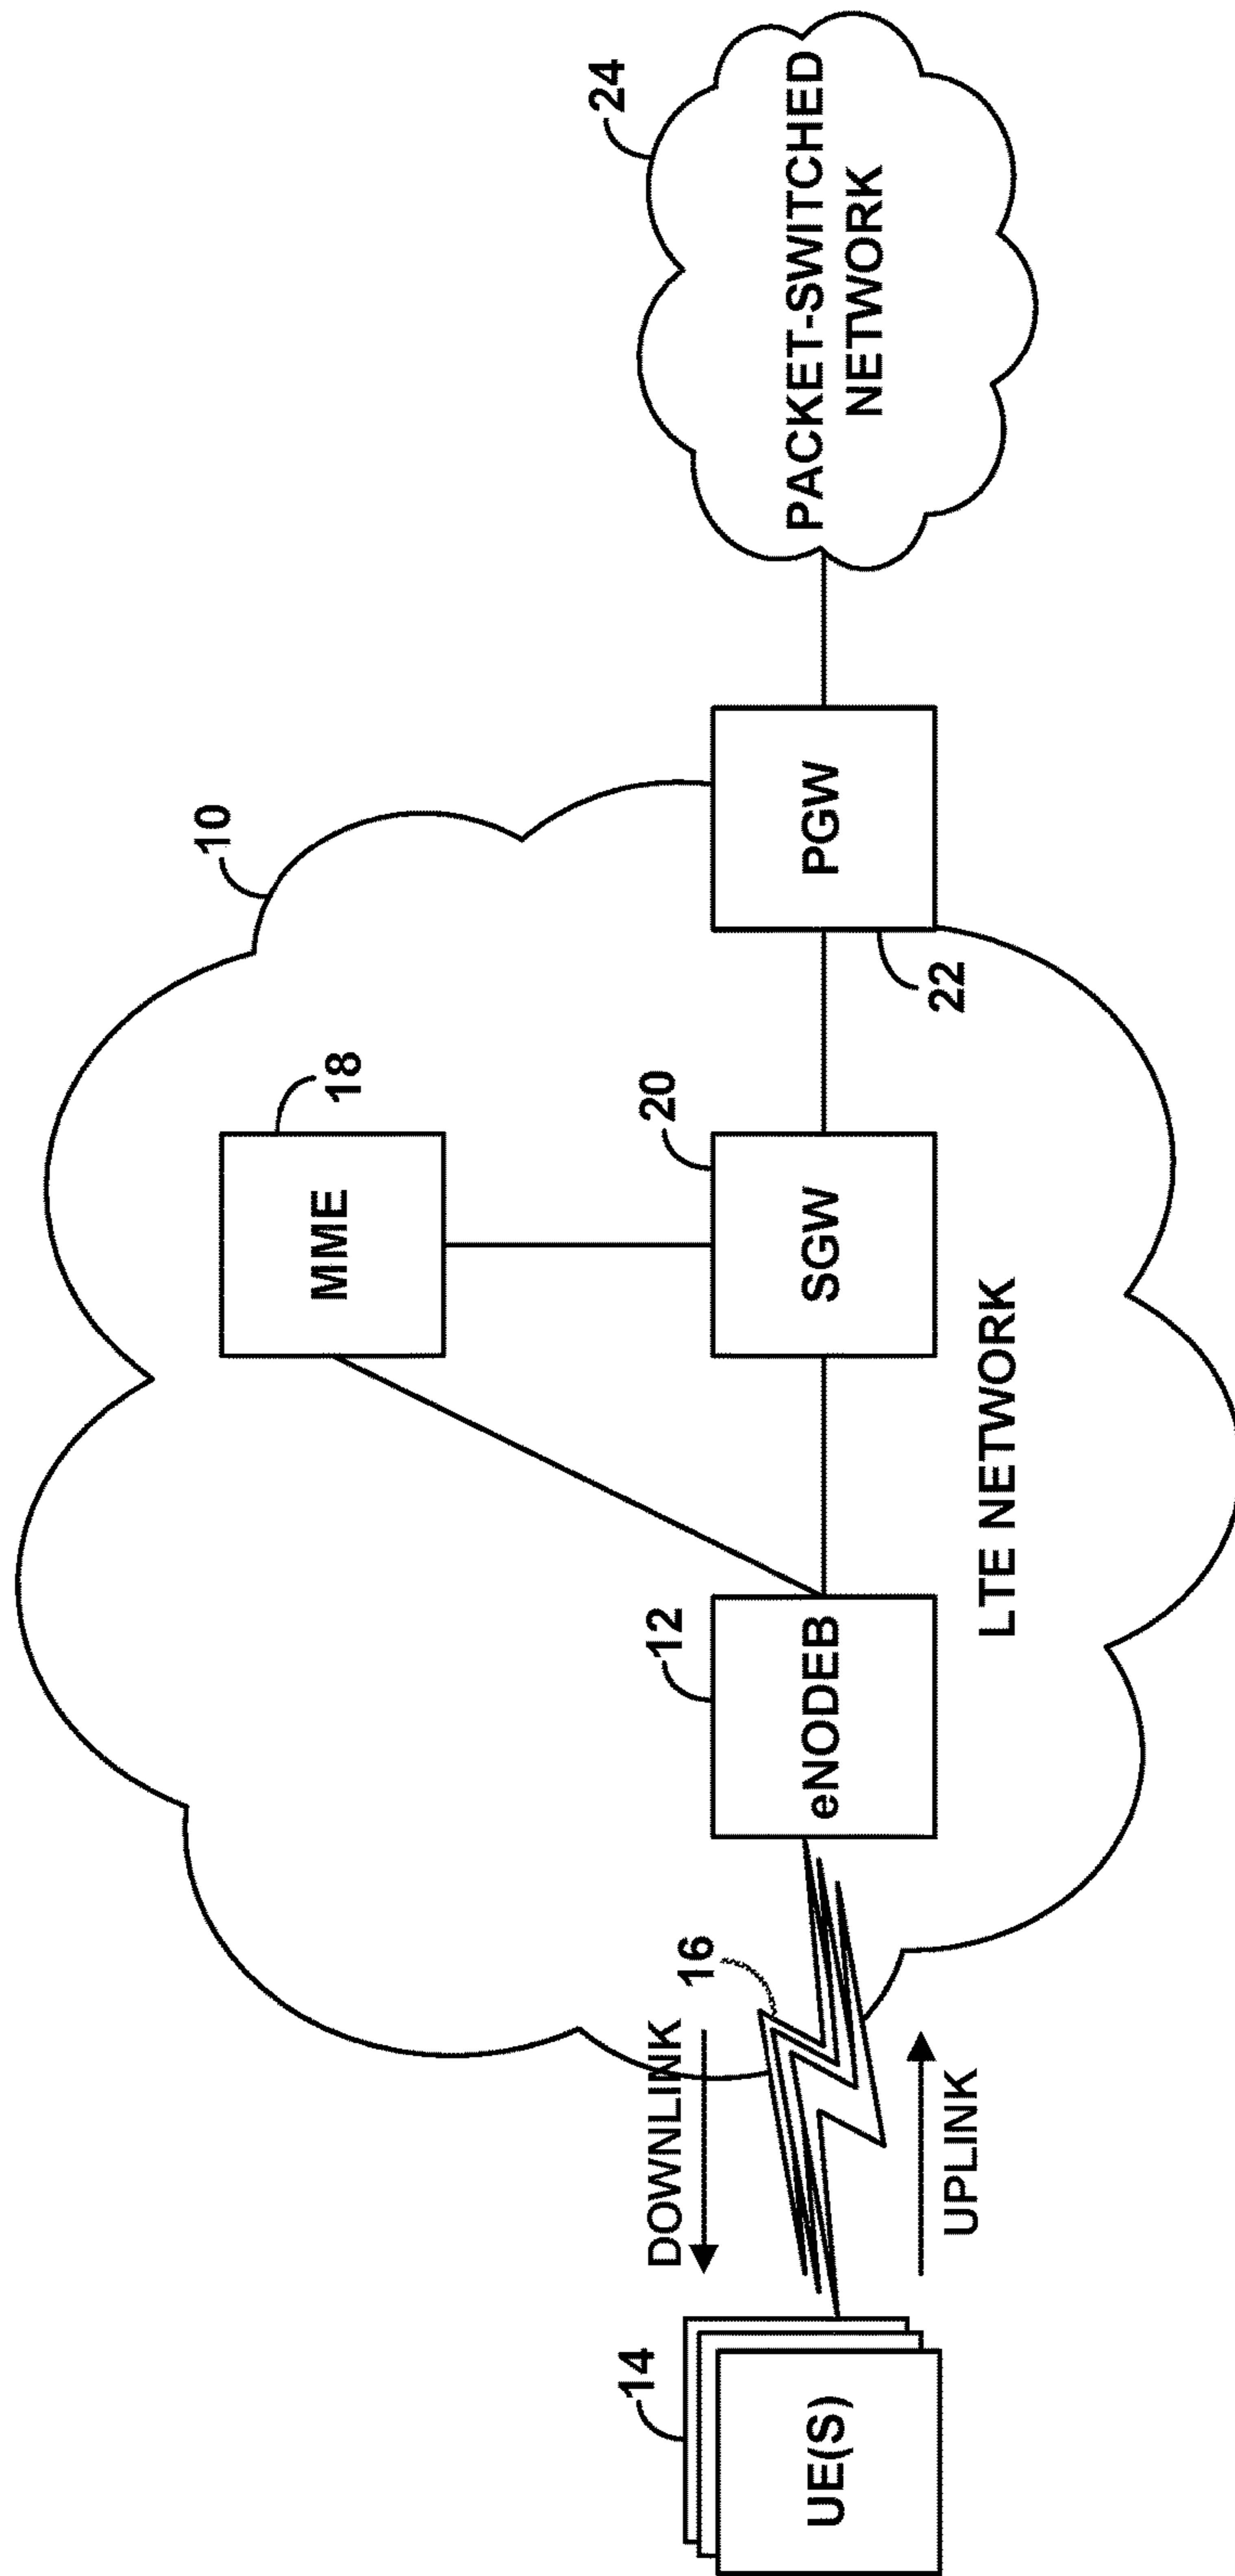 10
24
MME
18
14
DOWNLINK
16
12
20
UE(S)
eNODEB
SGW
PGW
PACKET-SWITCHED
NETWORK
UPLINK
22
LTE NETWORK